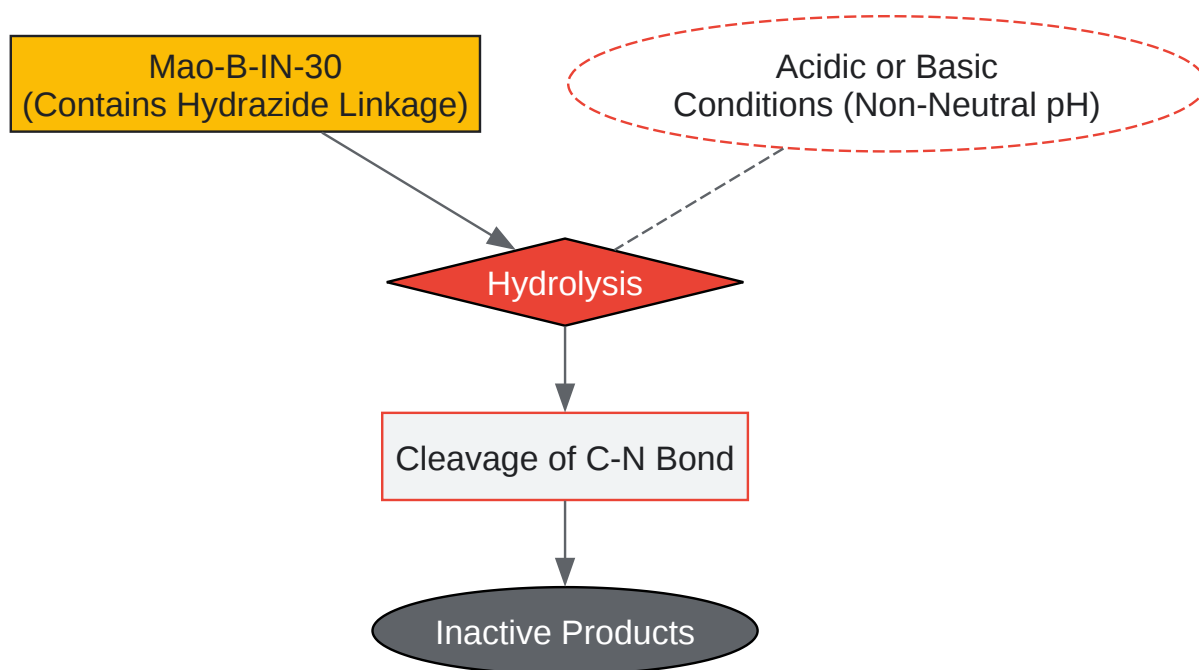 Mao-B-IN-30
(Contains Hydrazide Linkage)
Acidic or Basic
Conditions (Non-Neutral pH)
Hydrolysis
Cleavage of C-N Bond
Inactive Products